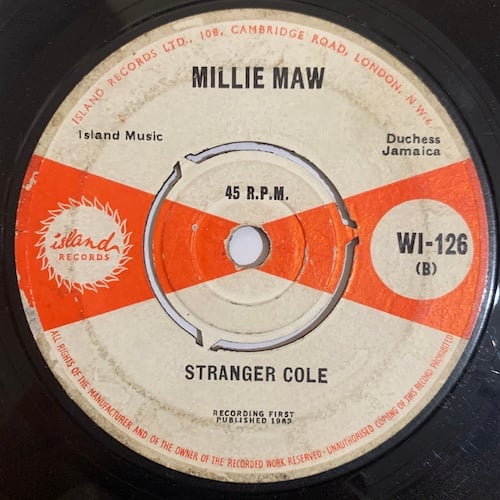 ISLAND RECORDS LTD., 108, CAMBRIDGE ROAD, LONDON, N.W.6.
MILLIE MAW
Island Music
Duchess
Jamaica
45 R.P.M.
island
RECORDS
WI-126
(B)
STRANGER COLE
RECORDING FIRST
PUBLISHED 1963
ALL RIGHTS OF THE MANUFACTURER AND OF THE OWNER OF THE RECORDED WORK RESERVED - UNAUTHORISED COPYING OF THIS RECORD PROHIBITED